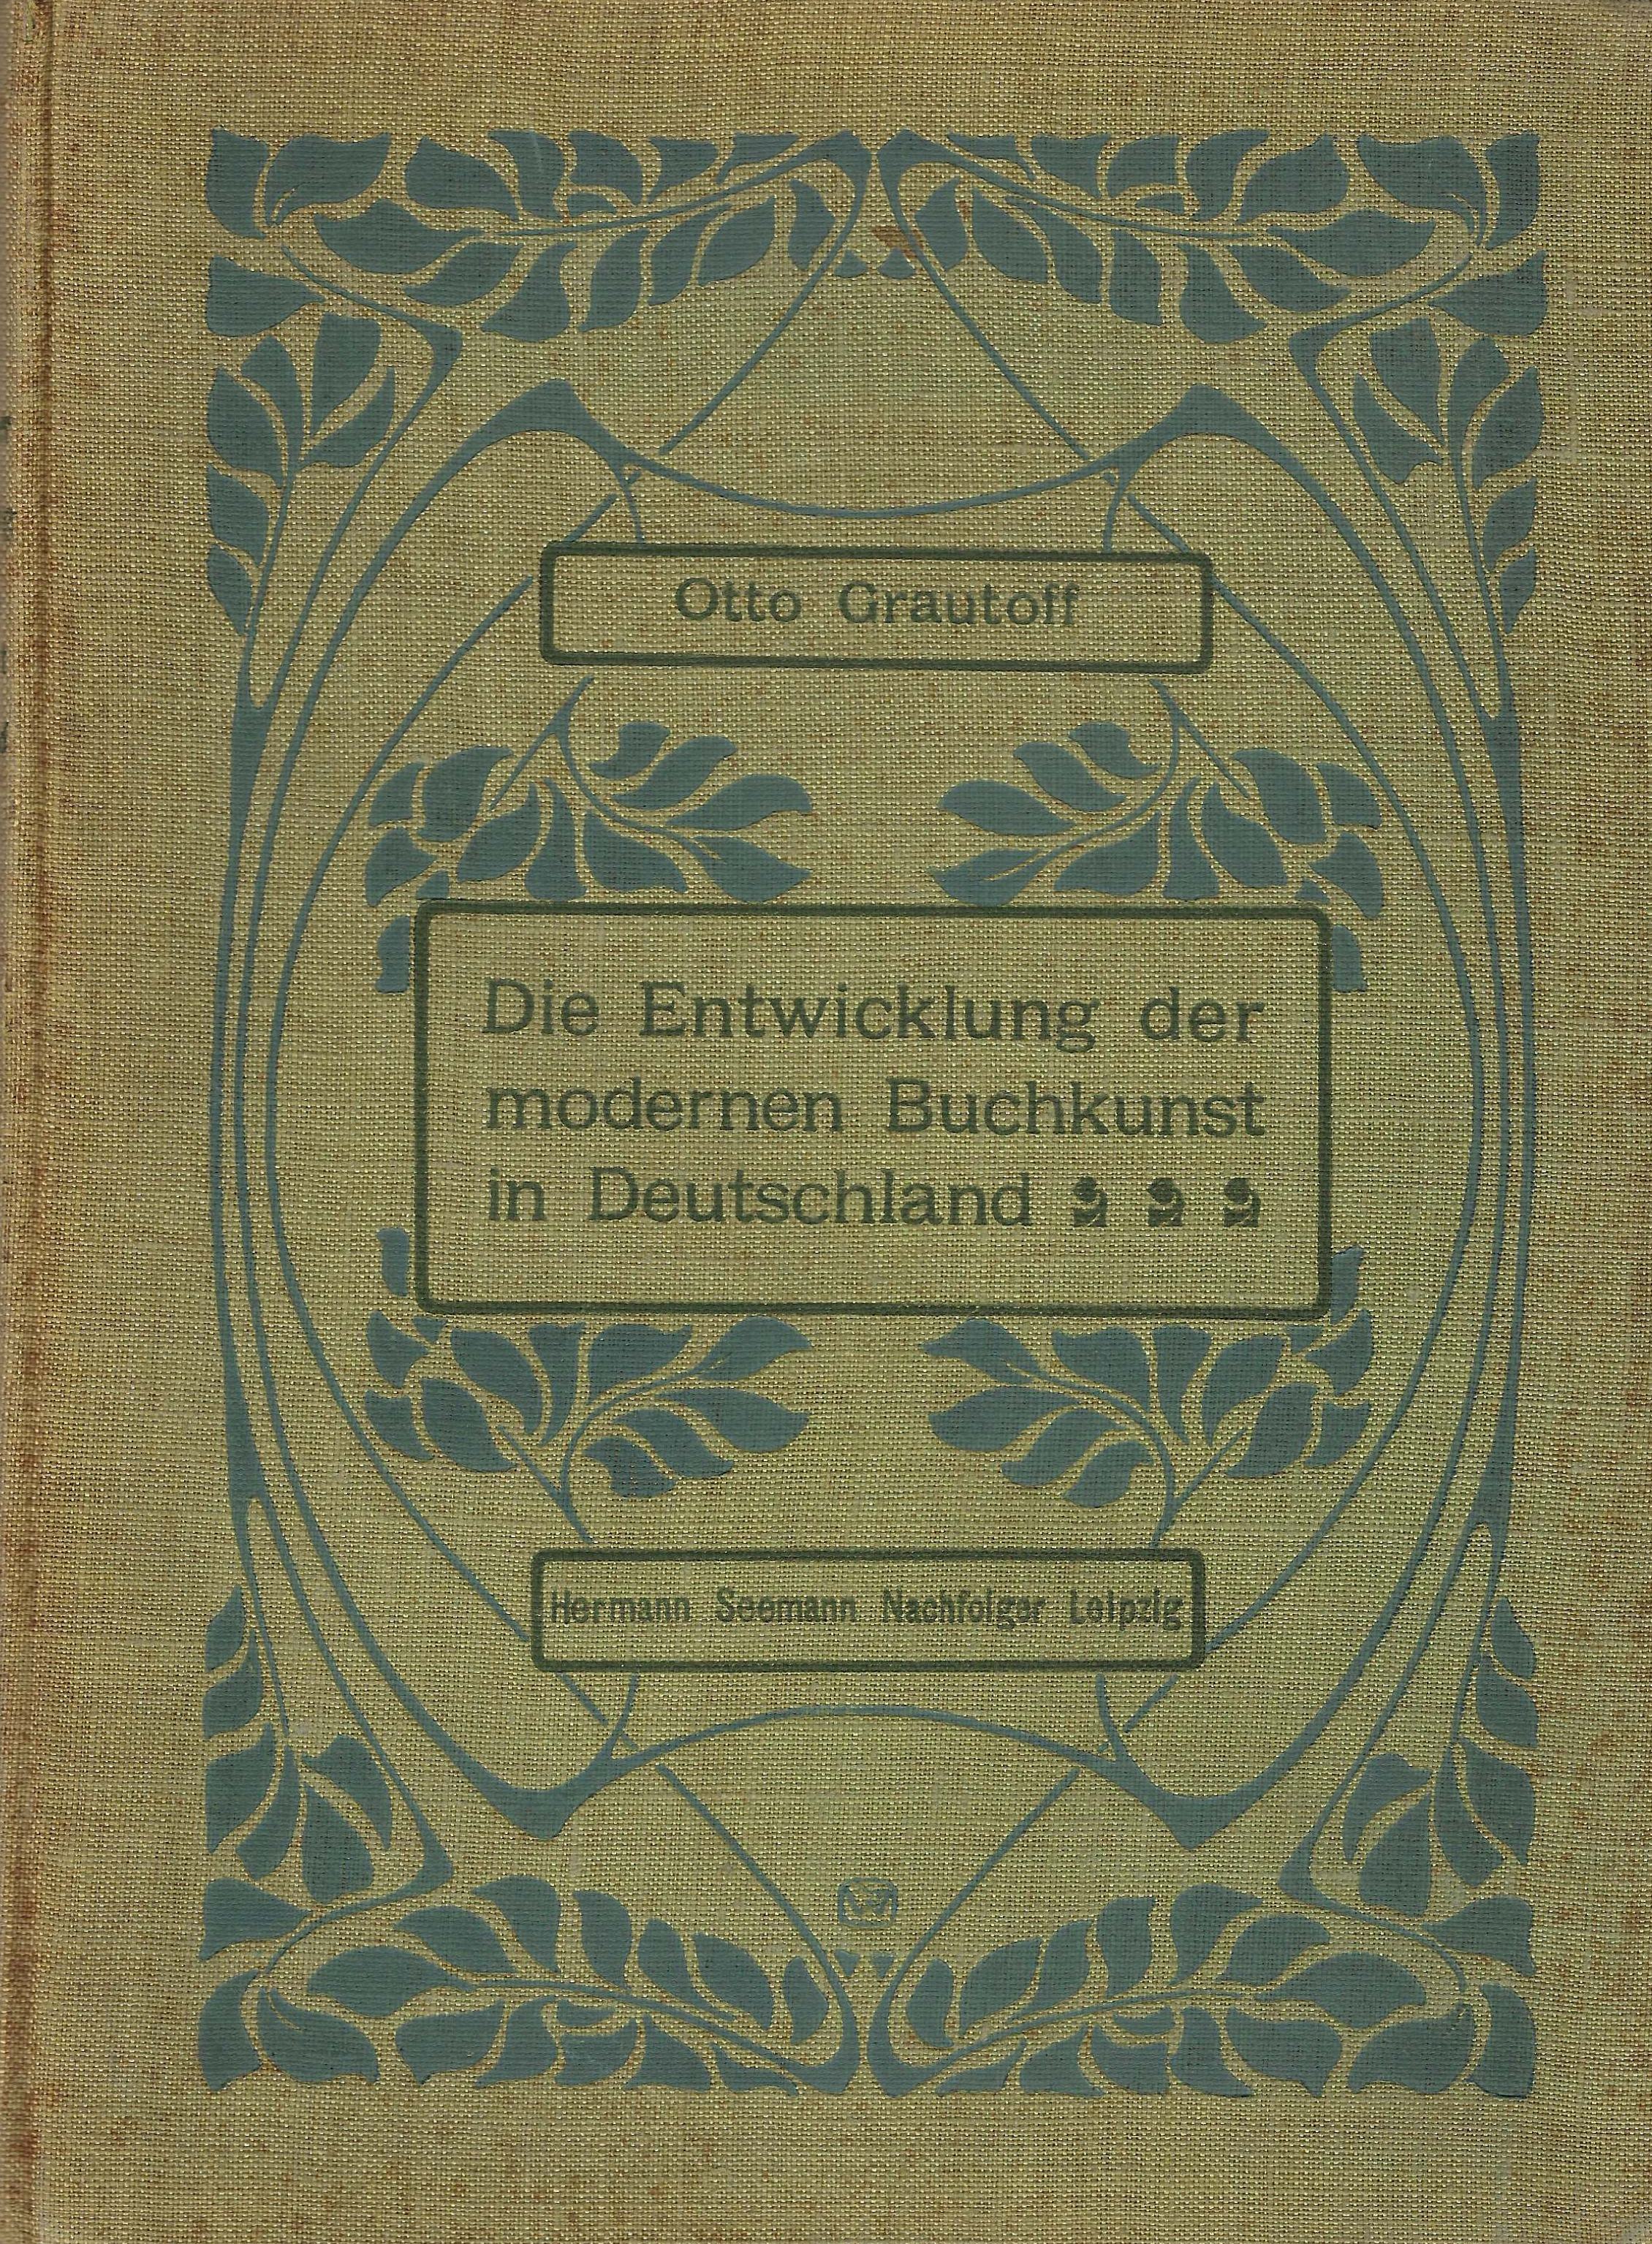 Otto Grautoff
Die Entwicklung der
modernen Buchkunst
in Deutschland
Hermann Seemann Nachfolger Leipzig